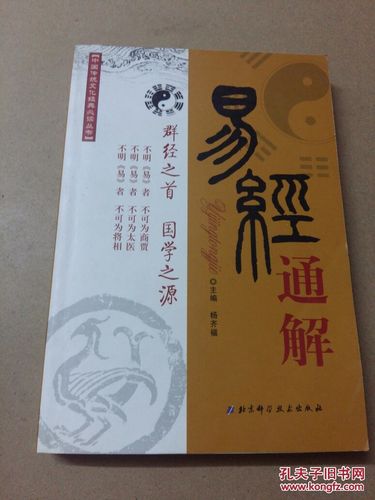 【中国传统文化经典必读丛书】
易經
Yijingtongjie
通解
◎主编 杨齐福
群经之首 国学之源
不明《易》者 不可为商贾
不明《易》者 不可为太医
不明《易》者 不可为将相
北京科学技术出版社
孔夫子旧书网